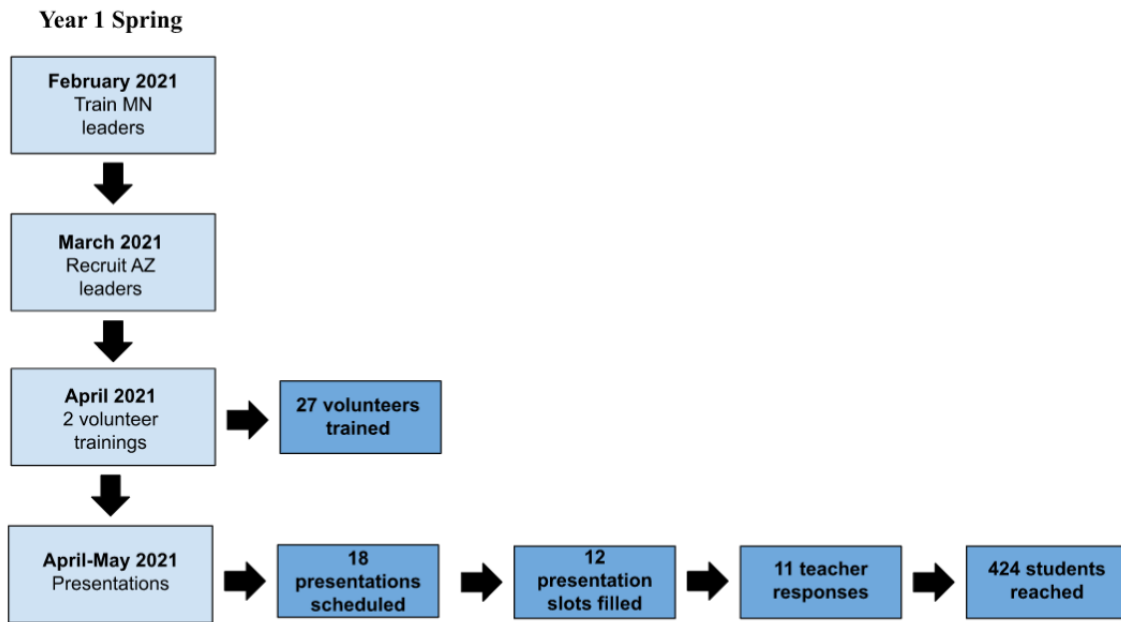 Year 1 Spring
February 2021
Train MN
leaders
March 2021
Recruit AZ
leaders
April 2021
2 volunteer
trainings
27 volunteers
trained
April-May 2021
Presentations
18
presentations
scheduled
12
presentation
slots filled
11 teacher
responses
424 students
reached